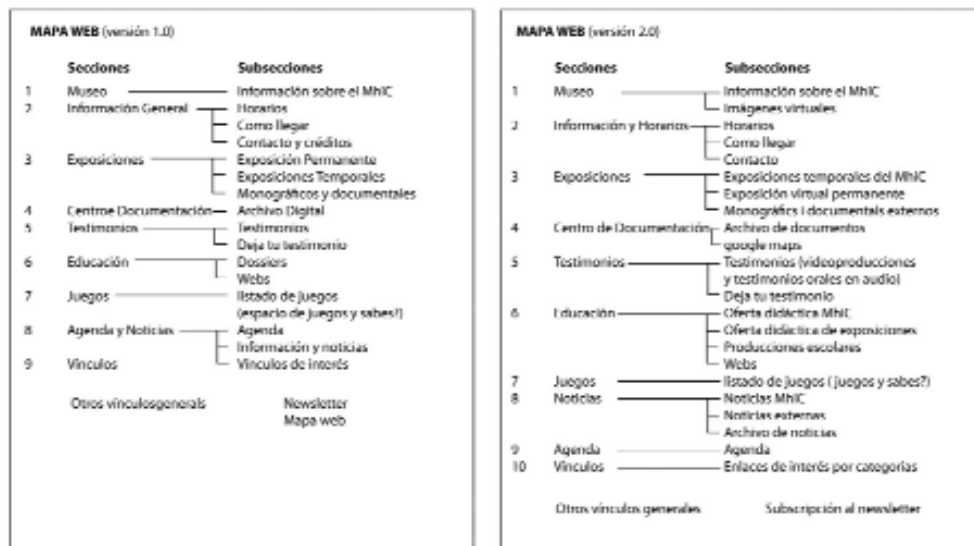 MAPA WEB (versión 1.0)
Secciones Subsecciones
1 Museo Información sobre el MhIC
2 Información General Horarios
Como llegar
Contacto y créditos
3 Exposiciones Exposición Permanente
Exposiciones Temporales
Monográficos y documentales
4 Centroe Documentación Archivo Digital
5 Testimonios Testimonios
Deja tu testimonio
6 Educación Dossiers
Webs
7 Juegos listado de juegos
(espacio de juegos y sabes?)
8 Agenda y Noticias Agenda
Información y noticias
9 Vinculos Vinculos de interés
Otros vínculosgenerals Newsletter
Mapa web
MAPA WEB (versión 2.0)
Secciones Subsecciones
1 Museo Información sobre el MhIC
Imágenes virtuales
2 Información y Horarios Horarios
Como llegar
Contacto
3 Exposiciones Exposiciones temporales del MhIC
Exposición virtual permanente
Monogràfics i documentals externos
4 Centro de Documentación Archivo de documentos
google maps
5 Testimonios Testimonios (videoproducciones
y testimonios orales en audio)
Deja tu testimonio
6 Educación Oferta didáctica MhIC
Oferta didáctica de exposiciones
Producciones escolares
Webs
7 Juegos listado de juegos ( juegos y sabes?)
8 Noticias Noticias MhIC
Noticias externas
Archivo de noticias
9 Agenda Agenda
10 Vinculos Enlaces de interés por categorias
Otros vínculos generales Subscripción al newsletter